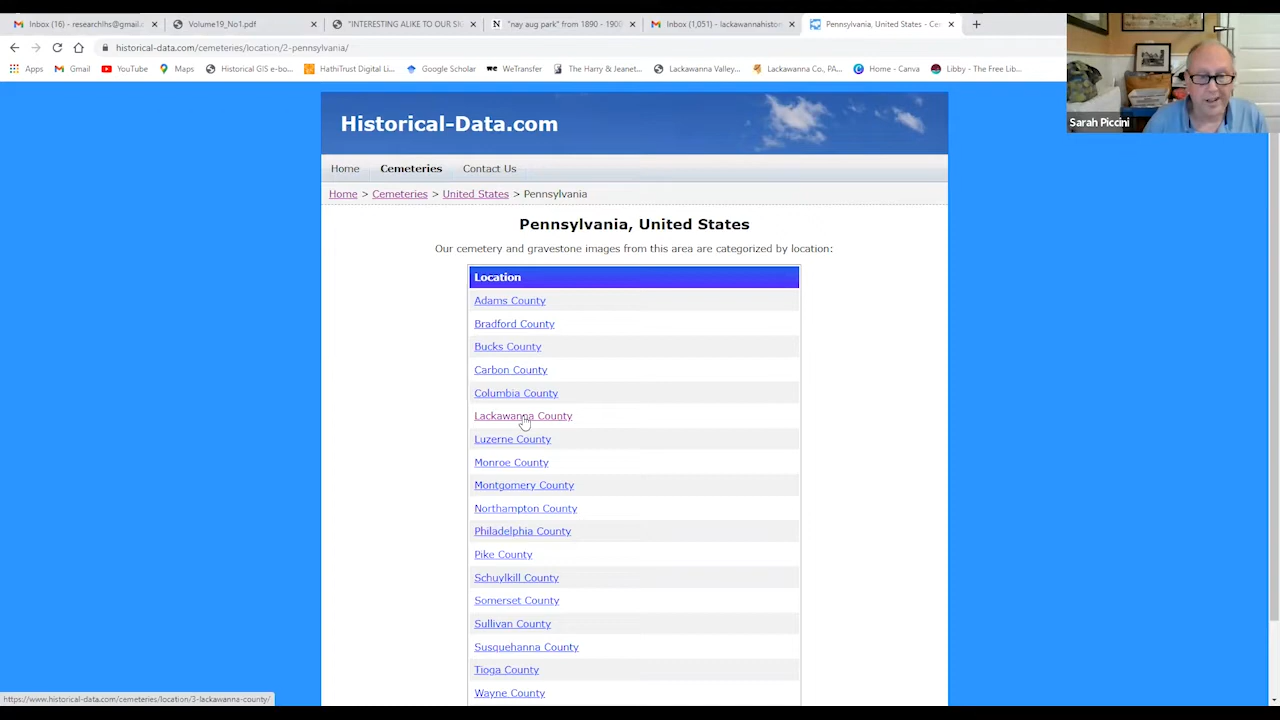 Inbox (16) - researchlhs@gmail.c
Volume19_No1.pdf
"INTERESTING ALIKE TO OUR SU
"nay aug park" from 1890 - 1900
Inbox (1,051) - lackawannahiston
Pennsylvania, United States - Ce
historical-data.com/cemeteries/location/2-pennsylvania/
Apps
Gmail
YouTube
Maps
Historical GIS e-bo...
HathiTrust Digital Li...
Google Scholar
WeTransfer
The Harry & Jeanet...
Lackawanna Valley...
Lackawanna Co., PA...
Home - Canva
Libby - The Free Lib...
Sarah Piccini
Historical-Data.com
Home
Cemeteries
Contact Us
Home > Cemeteries > United States > Pennsylvania
Pennsylvania, United States
Our cemetery and gravestone images from this area are categorized by location:
Location
Adams County
Bradford County
Bucks County
Carbon County
Columbia County
Lackawanna County
Luzerne County
Monroe County
Montgomery County
Northampton County
Philadelphia County
Pike County
Schuylkill County
Somerset County
Sullivan County
Susquehanna County
Tioga County
Wayne County
https://www.historical-data.com/cemeteries/location/3-lackawanna-county/